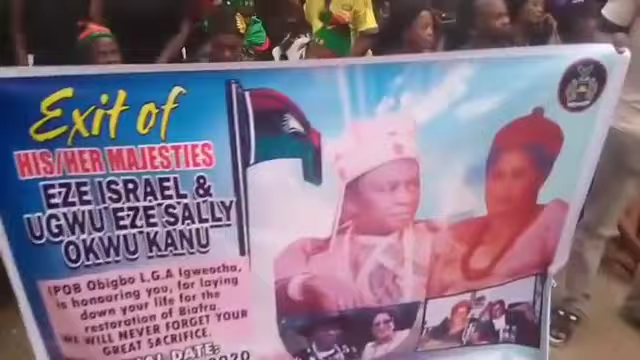 Exit of
HIS/HER MAJESTIES
EZE ISRAEL &
UGWU EZE SALLY
OKWU KANU
IPOB Obigbo L.G.A Igweocha,
is honouring you, for laying
down your life for the
restoration of Biafra.
WE WILL NEVER FORGET YOUR
GREAT SACRIFICE.
DATE: